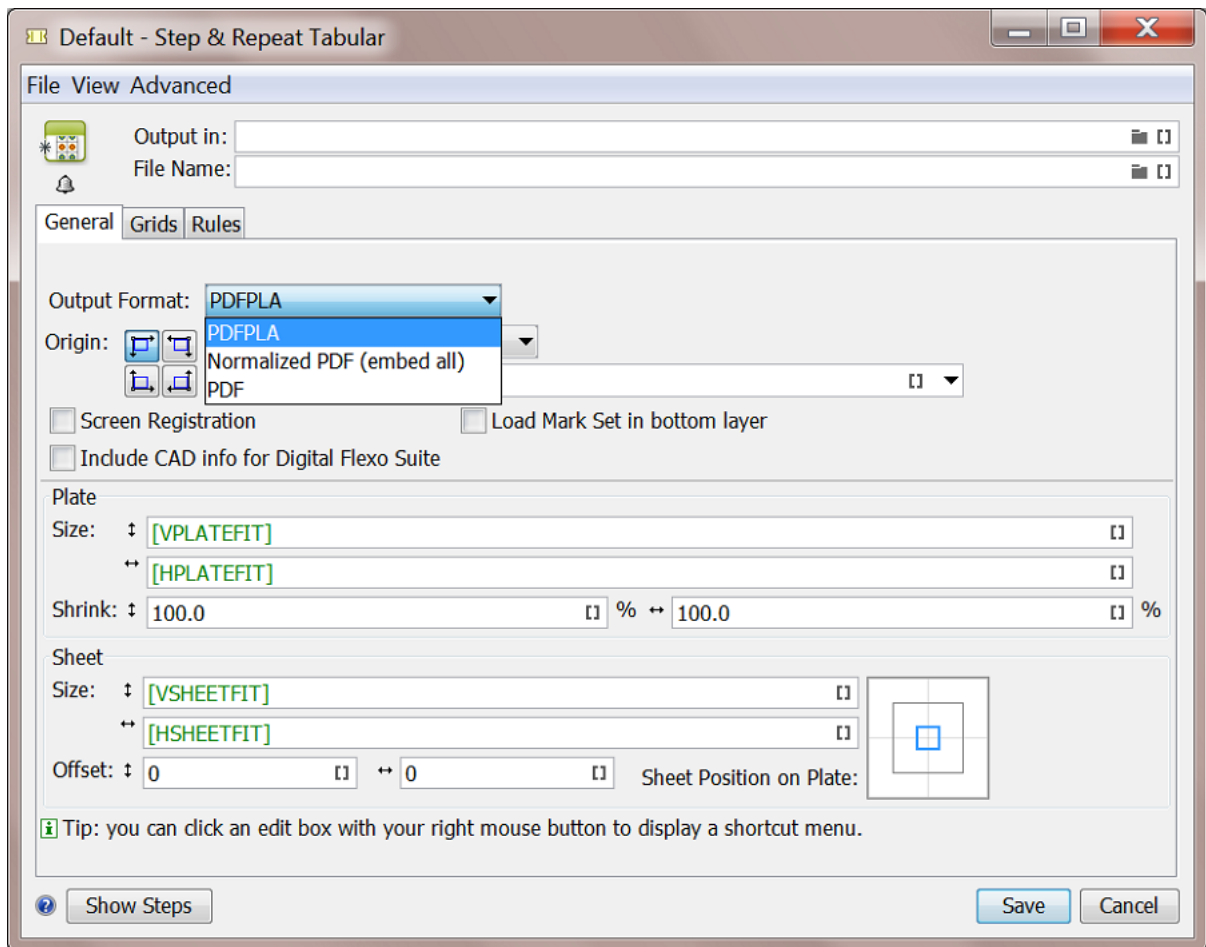 Default - Step & Repeat Tabular
File View Advanced
Output in:
File Name:
General Grids Rules
Output Format: PDFPLA
PDFPLA
Origin:
Normalized PDF (embed all)
PDF
Screen Registration Load Mark Set in bottom layer
Include CAD info for Digital Flexo Suite
Plate
Size: [VPLATEFIT]
[HPLATEFIT]
Shrink: 100.0 % 100.0 %
Sheet
Size: [VSHEETFIT]
[HSHEETFIT]
Offset: 0 0 Sheet Position on Plate:
Tip: you can click an edit box with your right mouse button to display a shortcut menu.
Show Steps Save Cancel